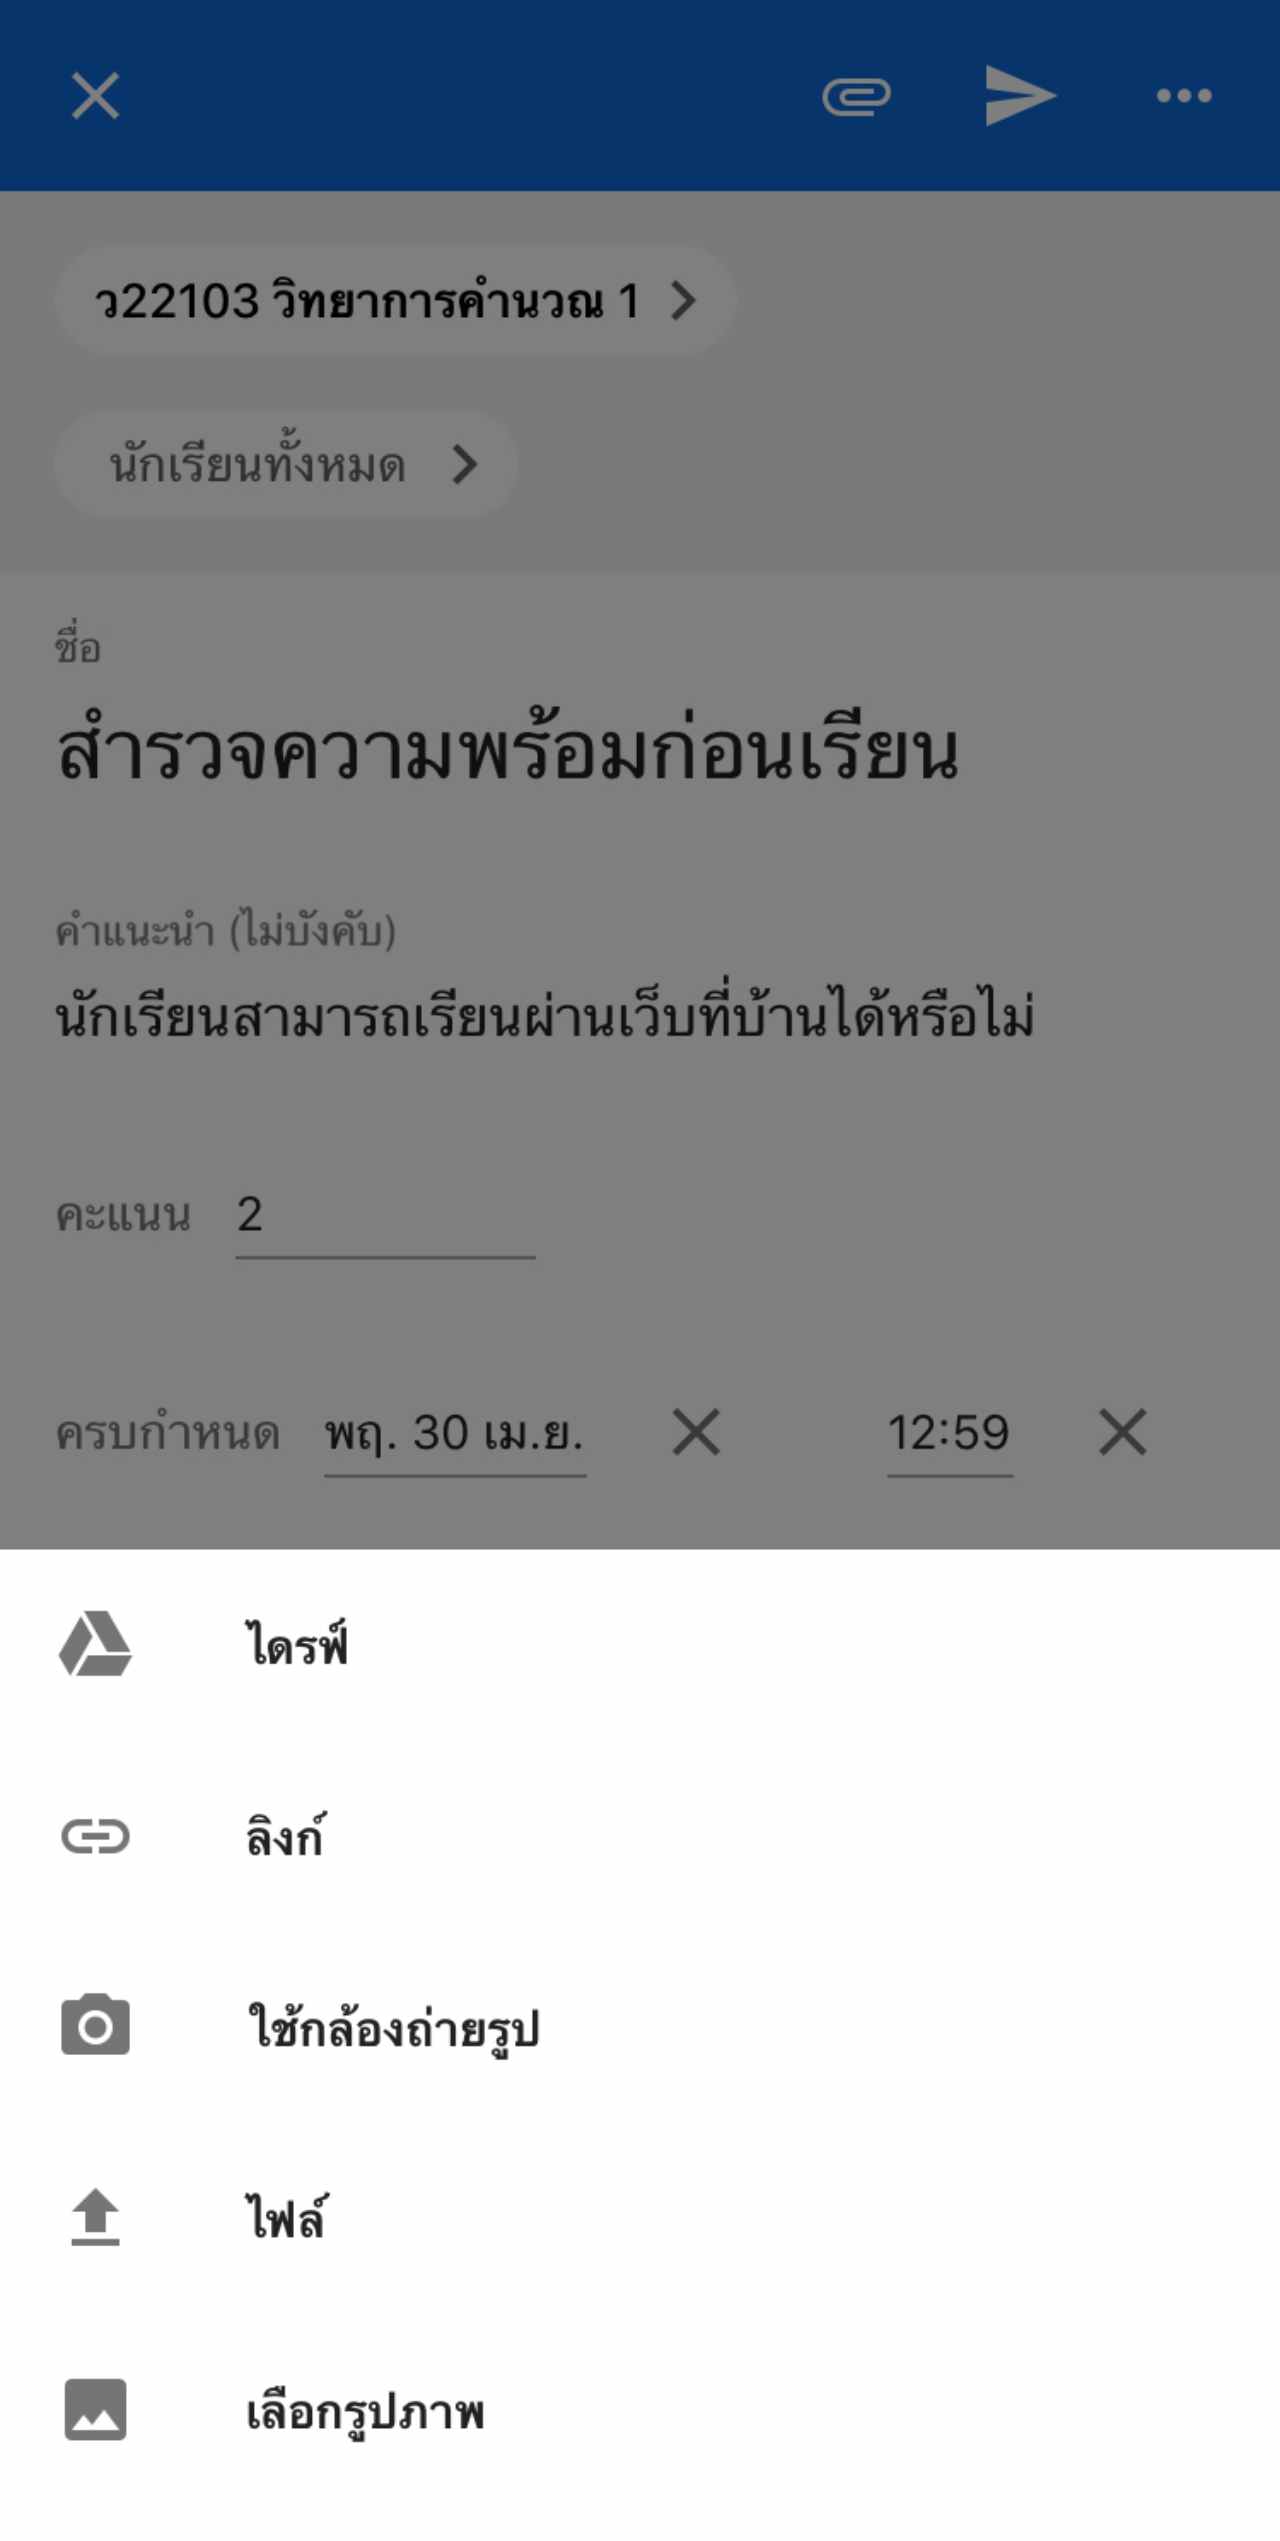 ว22103 วิทยาการคำนวณ 1
นักเรียนทั้งหมด
ชื่อ
สำรวจความพร้อมก่อนเรียน
คำแนะนำ (ไม่บังคับ)
นักเรียนสามารถเรียนผ่านเว็บที่บ้านได้หรือไม่
คะแนน 2
ครบกำหนด พฤ. 30 เม.ย. 12:59
ไดรฟ์
ลิงก์
ใช้กล้องถ่ายรูป
ไฟล์
เลือกรูปภาพ